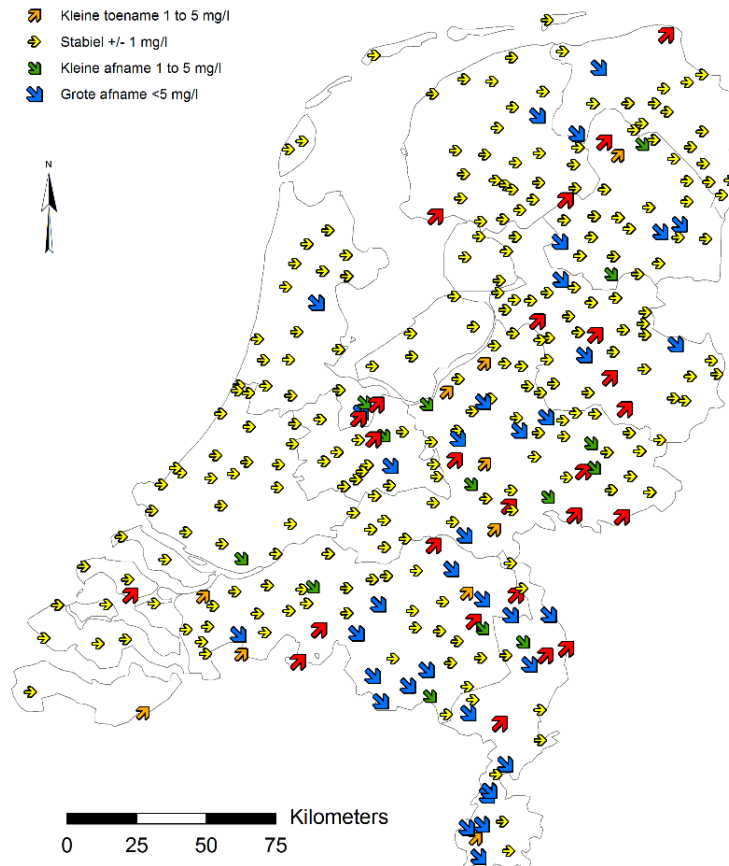 Kleine toename 1 to 5 mg/l
Stabiel +/- 1 mg/l
Kleine afname 1 to 5 mg/l
Grote afname <5 mg/l
N
Kilometers
0 25 50 75